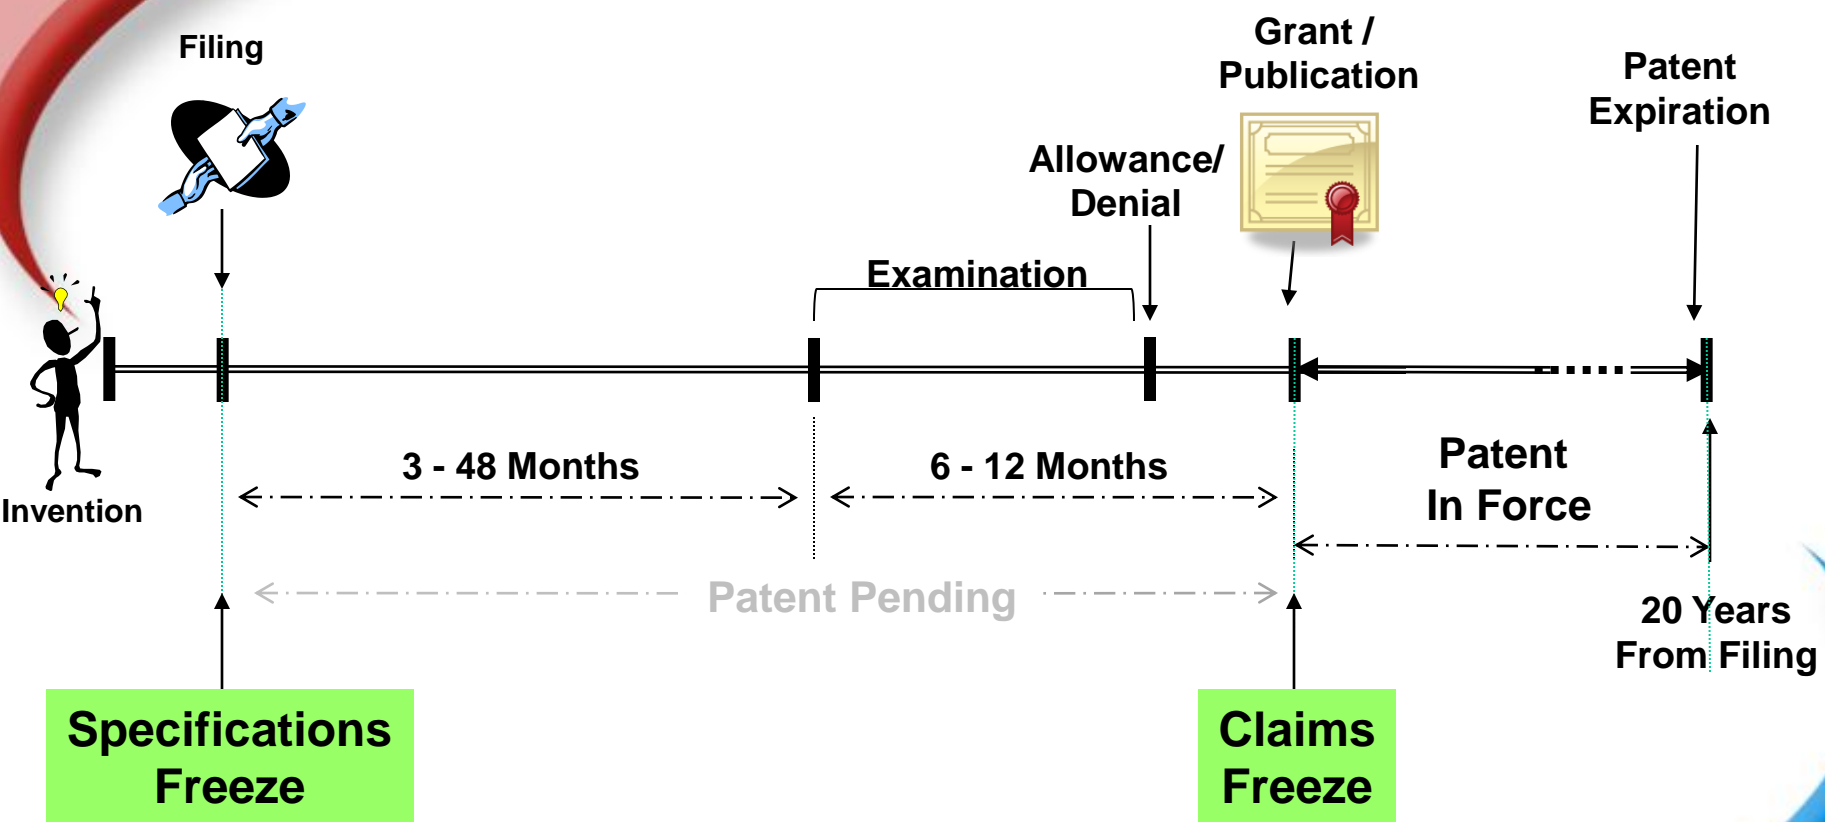 Filing
Grant /
Publication
Patent
Expiration
Allowance/
Denial
Examination
Invention
3 - 48 Months
6 - 12 Months
Patent
In Force
Patent Pending
20 Years
From Filing
Specifications
Freeze
Claims
Freeze